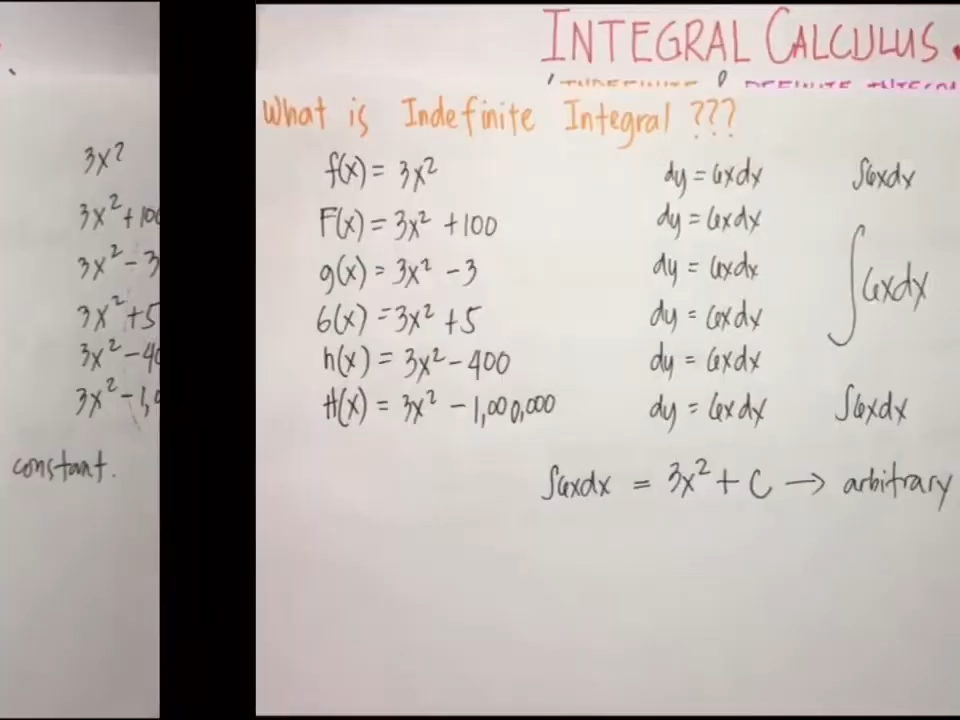 3x²
3x²+100
3x²-3
3x²+5
3x²-40
3x²-1,0
constant.
INTEGRAL CALCULUS.
What is Indefinite Integral ???
f(x) = 3x² dy = 6xdx ∫6xdx
F(x) = 3x² +100 dy = 6xdx
g(x) = 3x² -3 dy = 6xdx ∫6xdx
G(x) = 3x² +5 dy = 6xdx
h(x) = 3x² -400 dy = 6xdx
H(x) = 3x² -1,000,000 dy = 6xdx ∫6xdx
∫6xdx = 3x² + C → arbitrary